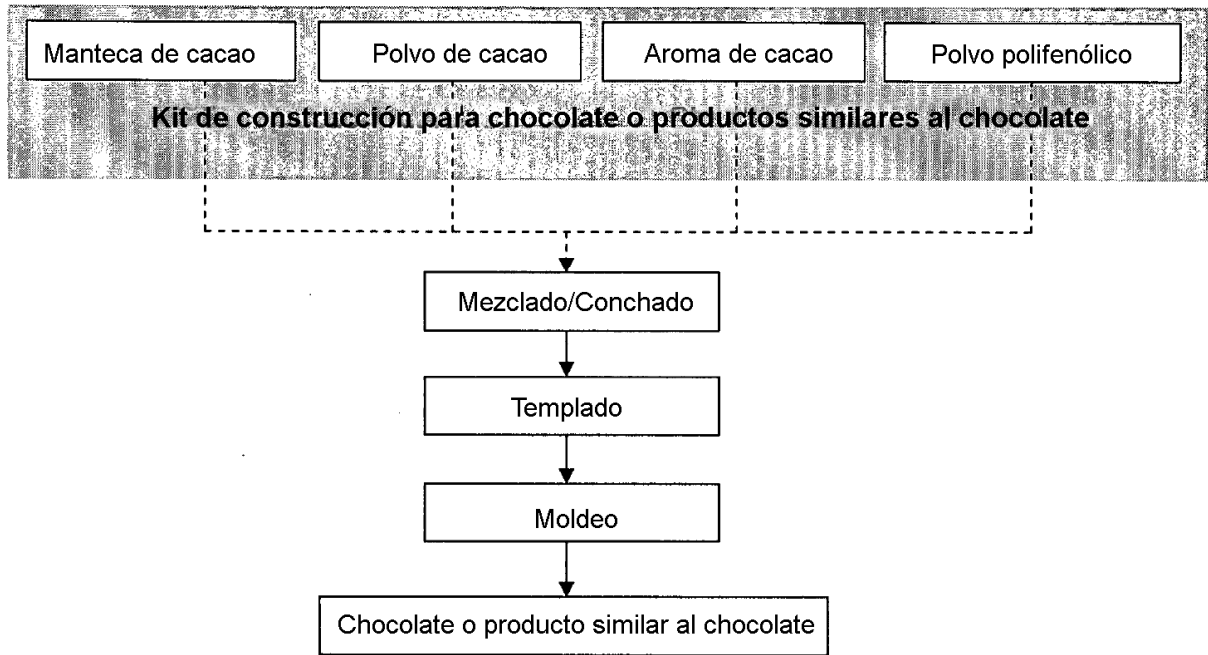 Manteca de cacao
Polvo de cacao
Aroma de cacao
Polvo polifenólico
Kit de construcción para chocolate o productos similares al chocolate
Mezclado/Conchado
Templado
Moldeo
Chocolate o producto similar al chocolate